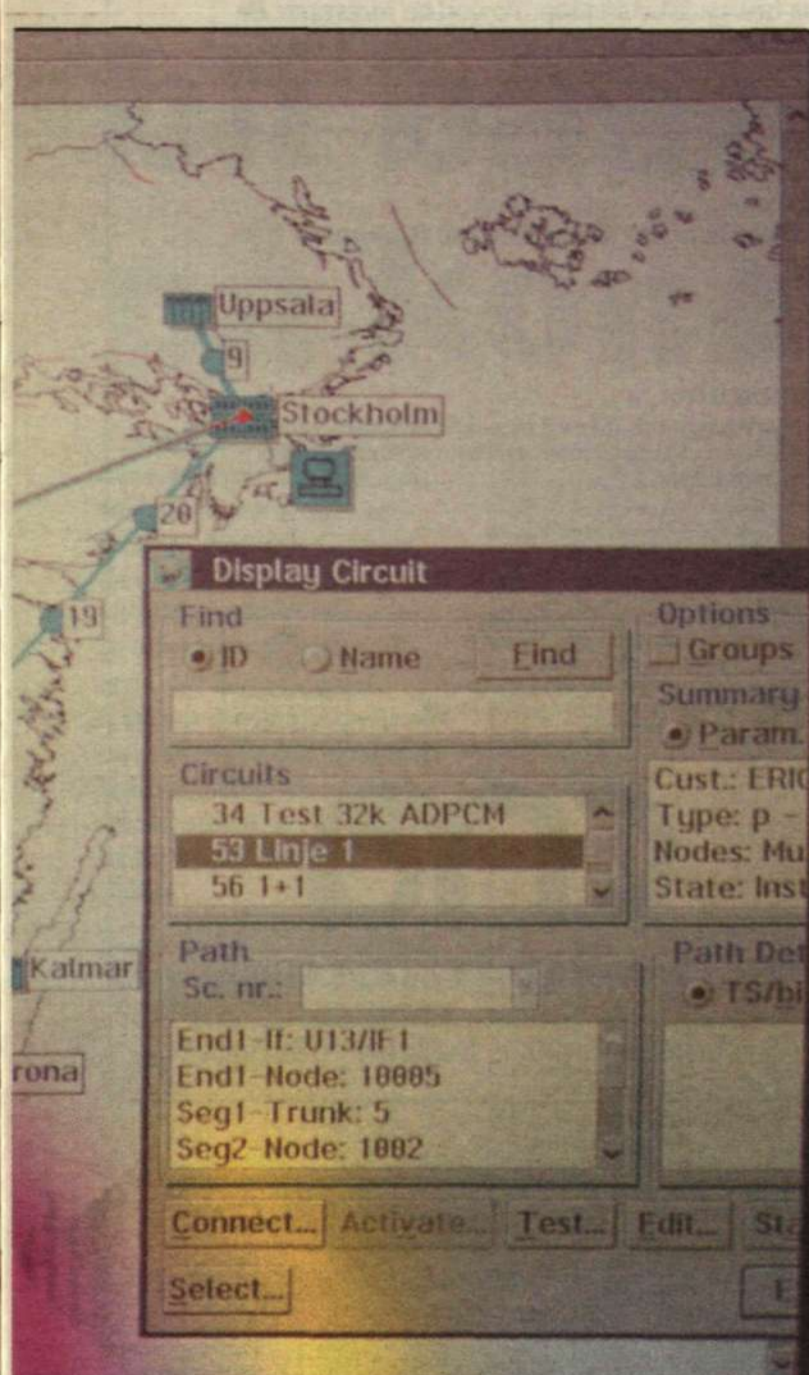 Uppsala
9
Stockholm
20
19
Display Circuit
Find
ID Name Find
Options
Groups
Summary
Param.
Circuits
34 Test 32k ADPCM
53 Linje 1
56 1+1
Cust.: ERIC
Type: p -
Nodes: Mu
State: Inst
Kalmar
rona
Path
Sc. nr.:
End1-If: U13/IF1
End1-Node: 10005
Seg1-Trunk: 5
Seg2-Node: 1002
Path Det
TS/bi
Connect... Activate... Test... Edit... Sta
Select... E